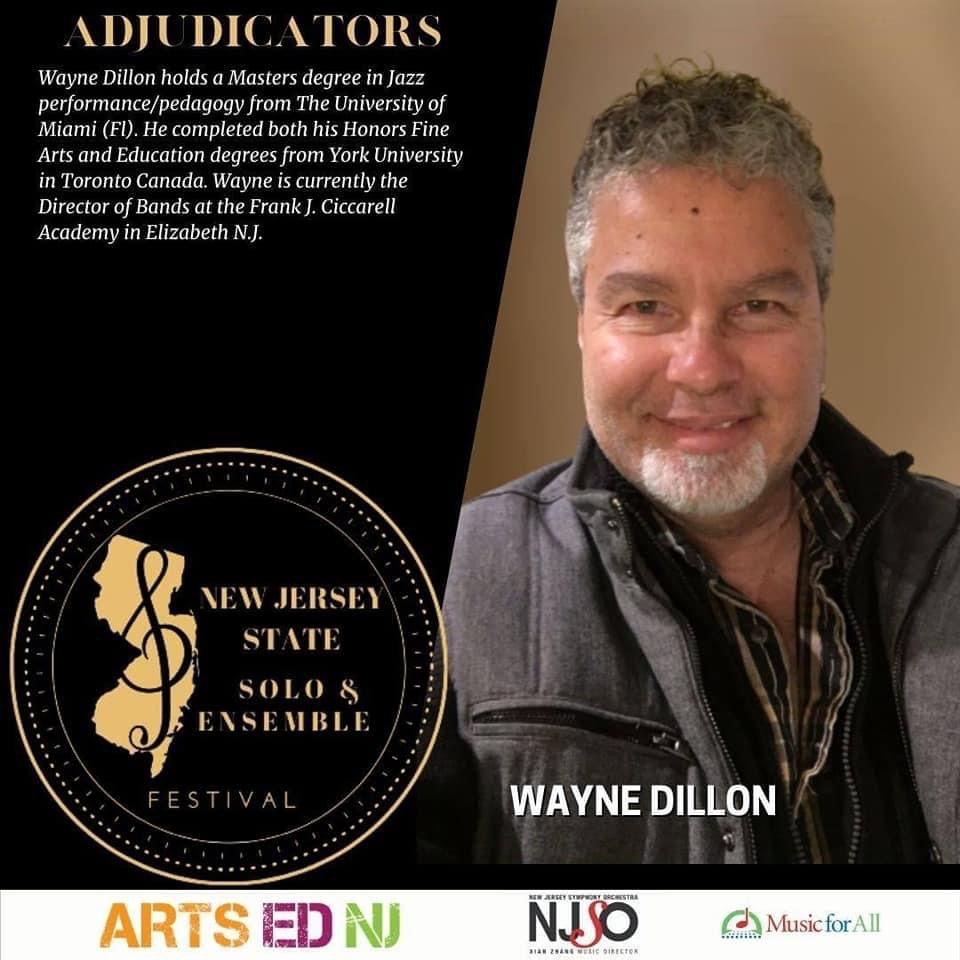 ADJUDICATORS
Wayne Dillon holds a Masters degree in Jazz
performance/pedagogy from The University of
Miami (Fl). He completed both his Honors Fine
Arts and Education degrees from York University
in Toronto Canada. Wayne is currently the
Director of Bands at the Frank J. Ciccarell
Academy in Elizabeth N.J.
NEW JERSEY
STATE
SOLO &
ENSEMBLE
FESTIVAL
WAYNE DILLON
ARTS ED NJ
NEW JERSEY SYMPHONY ORCHESTRA
NJSO
XIAN ZHANG MUSIC DIRECTOR
Music for All